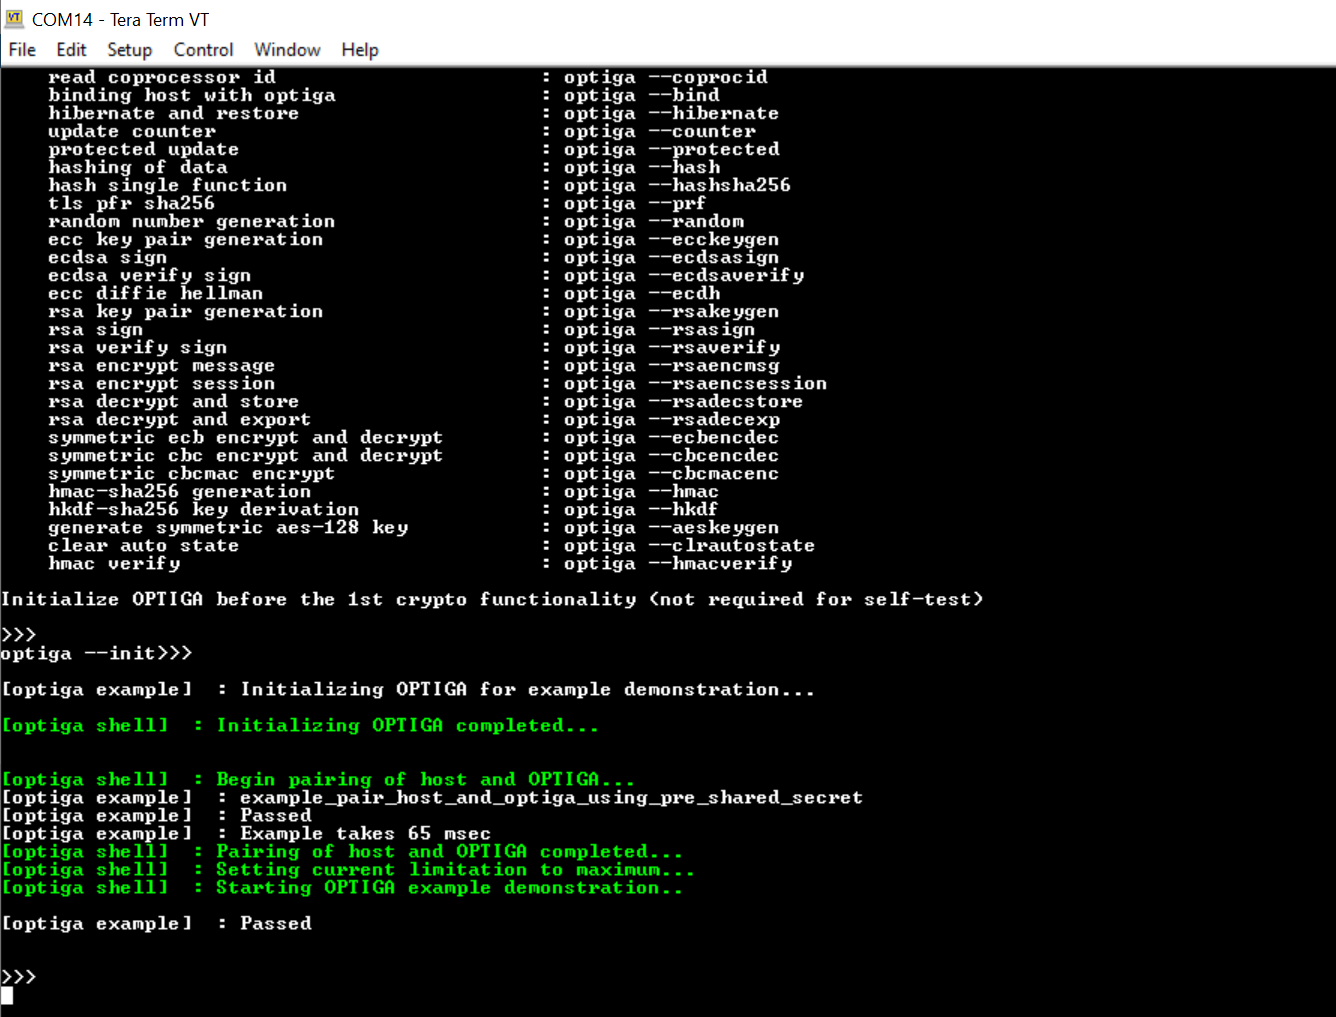 COM14 - Tera Term VT
File Edit Setup Control Window Help
read coprocessor id : optiga --coprocid
binding host with optiga : optiga --bind
hibernate and restore : optiga --hibernate
update counter : optiga --counter
protected update : optiga --protected
hashing of data : optiga --hash
hash single function : optiga --hashsha256
tls pfr sha256 : optiga --prf
random number generation : optiga --random
ecc key pair generation : optiga --ecckeygen
ecdsa sign : optiga --ecdsasign
ecdsa verify sign : optiga --ecdsaverify
ecc diffie hellman : optiga --ecdh
rsa key pair generation : optiga --rsakeygen
rsa sign : optiga --rsasign
rsa verify sign : optiga --rsaverify
rsa encrypt message : optiga --rsaencmsg
rsa encrypt session : optiga --rsaencsession
rsa decrypt and store : optiga --rsadecstore
rsa decrypt and export : optiga --rsadecexp
symmetric ecb encrypt and decrypt : optiga --ecbencdec
symmetric cbc encrypt and decrypt : optiga --cbcencdec
symmetric cbcmac encrypt : optiga --cbcmacenc
hmac-sha256 generation : optiga --hmac
hkdf-sha256 key derivation : optiga --hkdf
generate symmetric aes-128 key : optiga --aeskeygen
clear auto state : optiga --clrautostate
hmac verify : optiga --hmacverify
Initialize OPTIGA before the 1st crypto functionality (not required for self-test)
>>>
optiga --init>>>
[optiga example] : Initializing OPTIGA for example demonstration...
[optiga shell] : Initializing OPTIGA completed...
[optiga shell] : Begin pairing of host and OPTIGA...
[optiga example] : example_pair_host_and_optiga_using_pre_shared_secret
[optiga example] : Passed
[optiga example] : Example takes 65 msec
[optiga shell] : Pairing of host and OPTIGA completed...
[optiga shell] : Setting current limitation to maximum...
[optiga shell] : Starting OPTIGA example demonstration..
[optiga example] : Passed
>>>